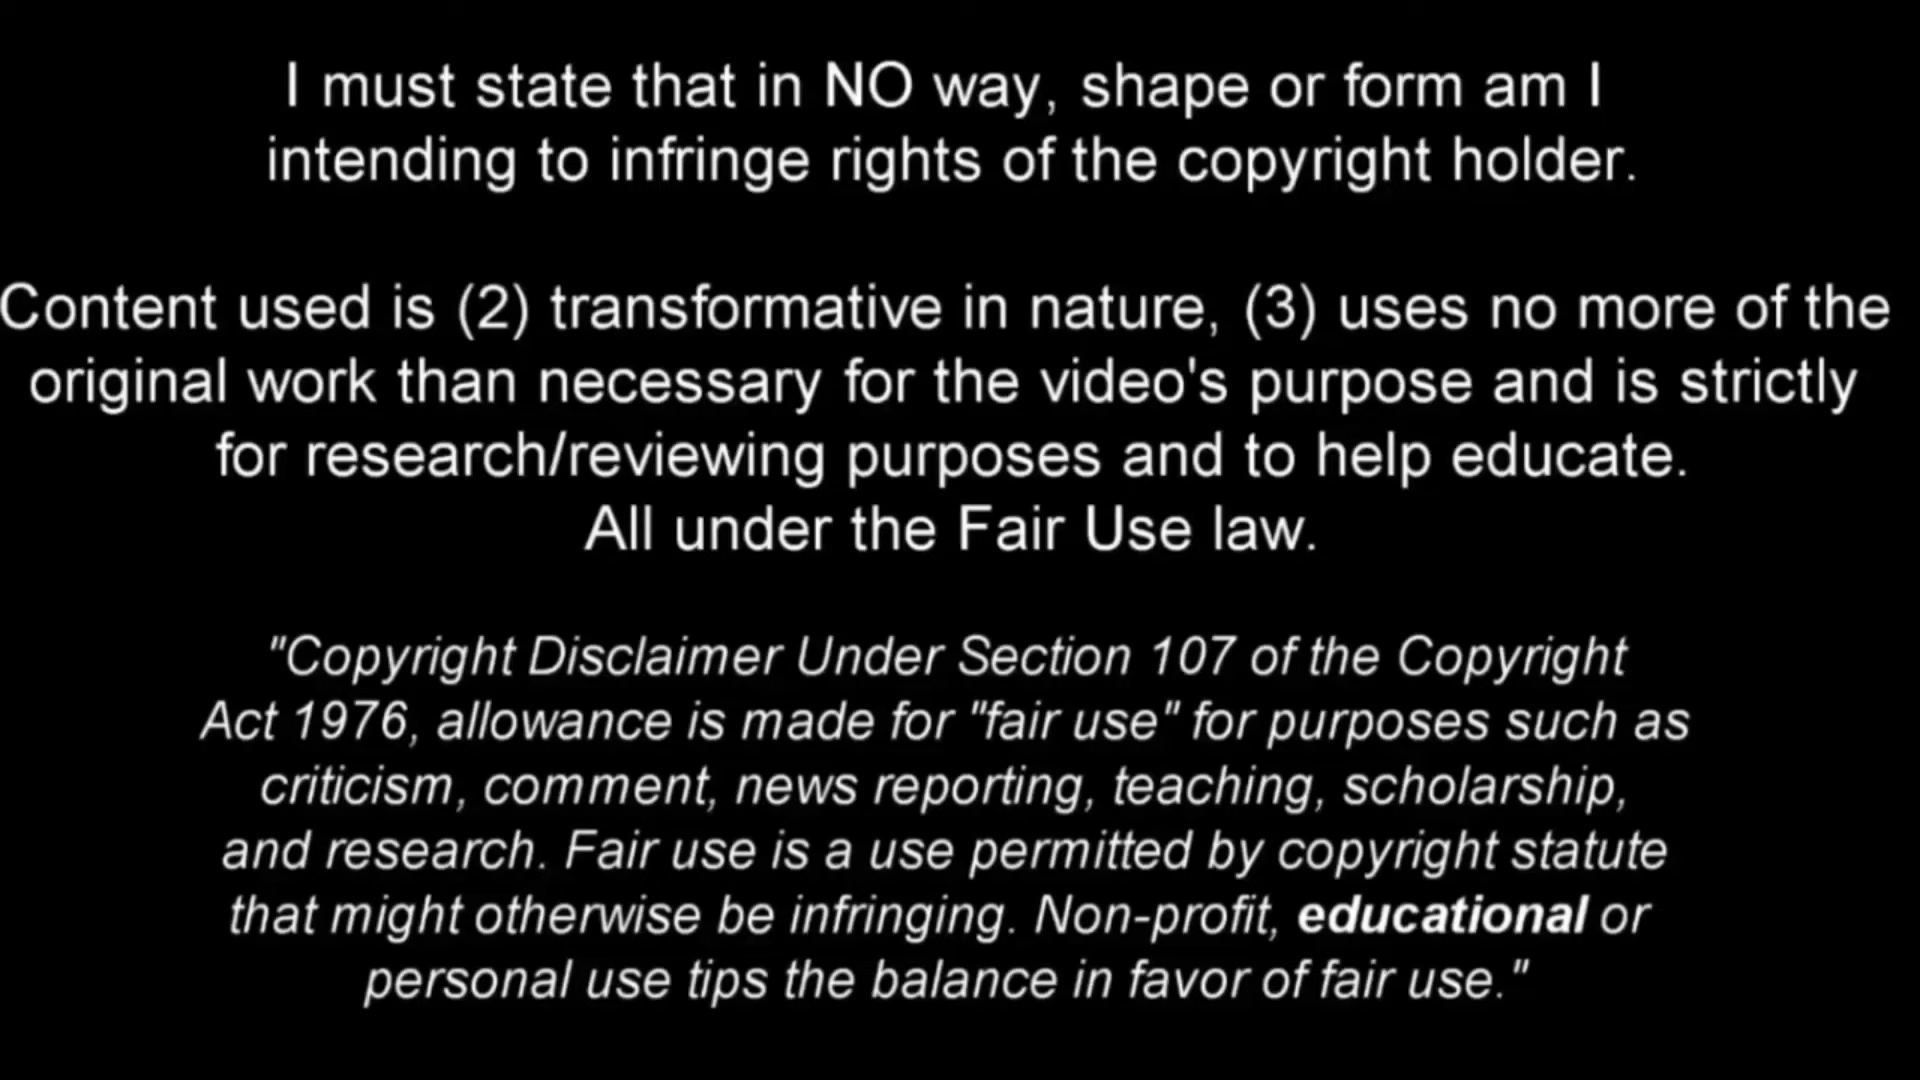 I must state that in NO way, shape or form am I
intending to infringe rights of the copyright holder.
Content used is (2) transformative in nature, (3) uses no more of the
original work than necessary for the video's purpose and is strictly
for research/reviewing purposes and to help educate.
All under the Fair Use law.
"Copyright Disclaimer Under Section 107 of the Copyright
Act 1976, allowance is made for "fair use" for purposes such as
criticism, comment, news reporting, teaching, scholarship,
and research. Fair use is a use permitted by copyright statute
that might otherwise be infringing. Non-profit, educational or
personal use tips the balance in favor of fair use."